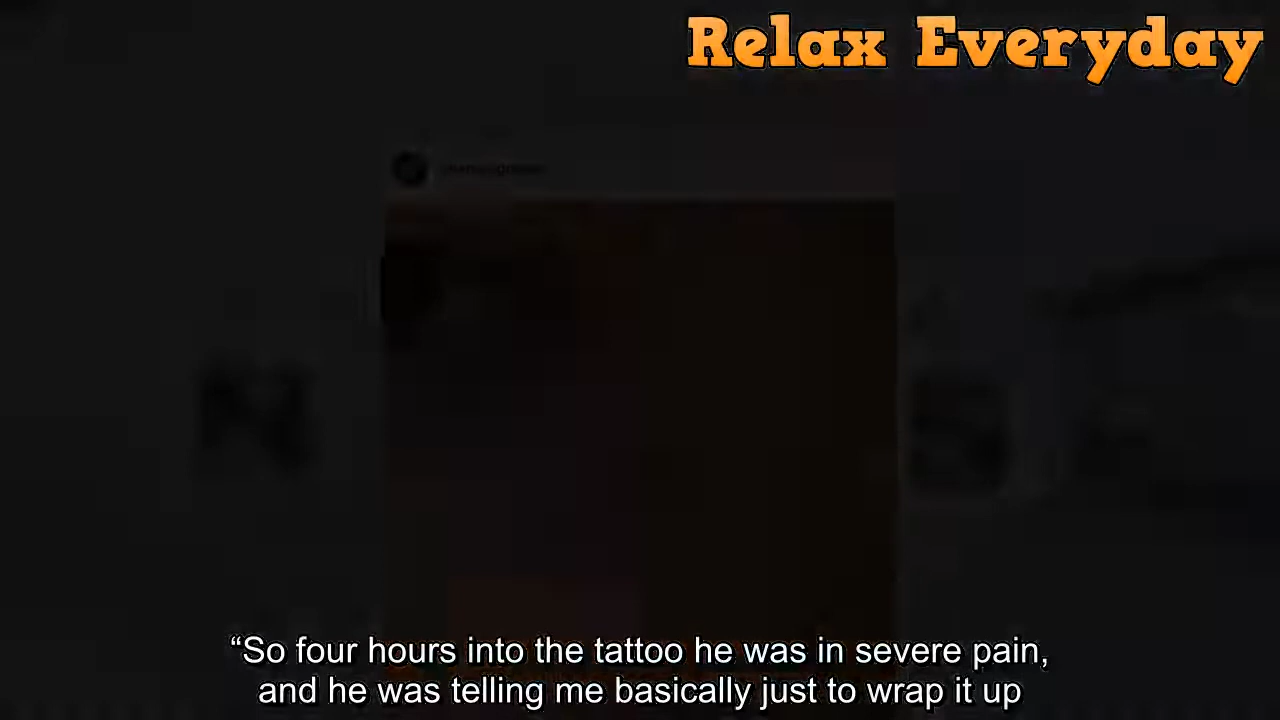 Relax Everyday
“So four hours into the tattoo he was in severe pain,
and he was telling me basically just to wrap it up